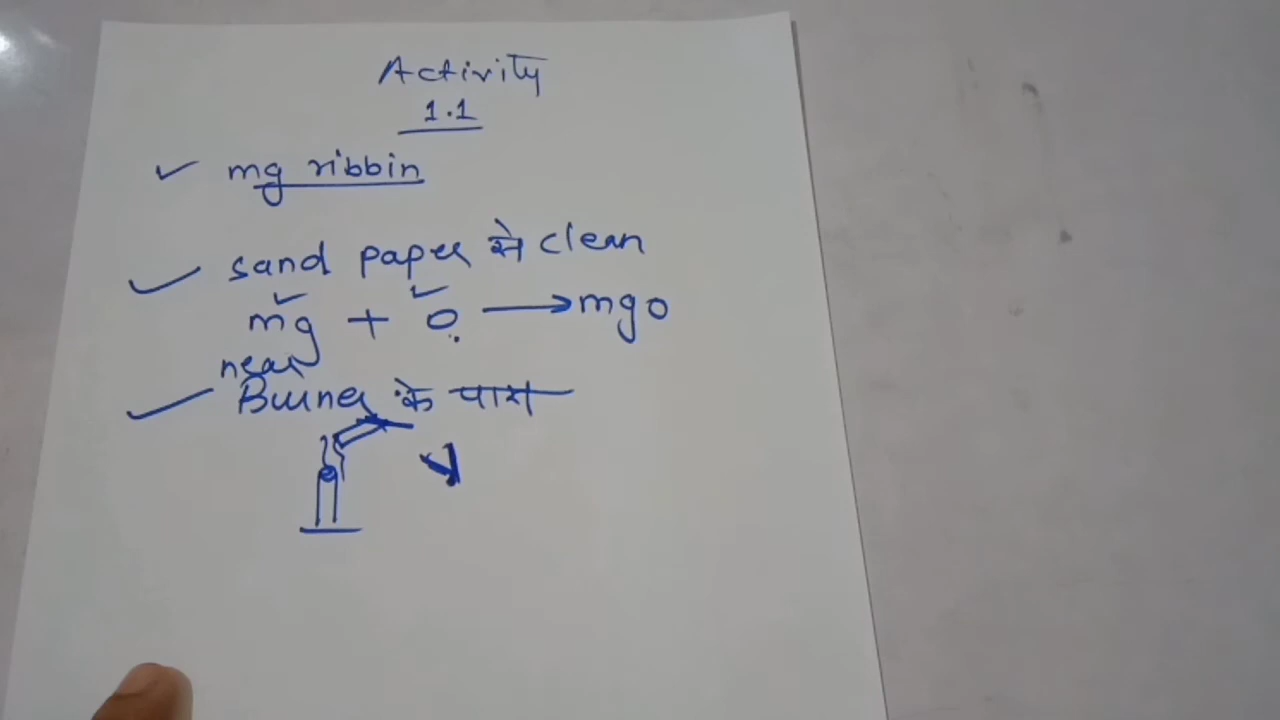 Activity
1.1
mg ribbin
sand paper से clean
mg + O → mgo
near
Burner के पास